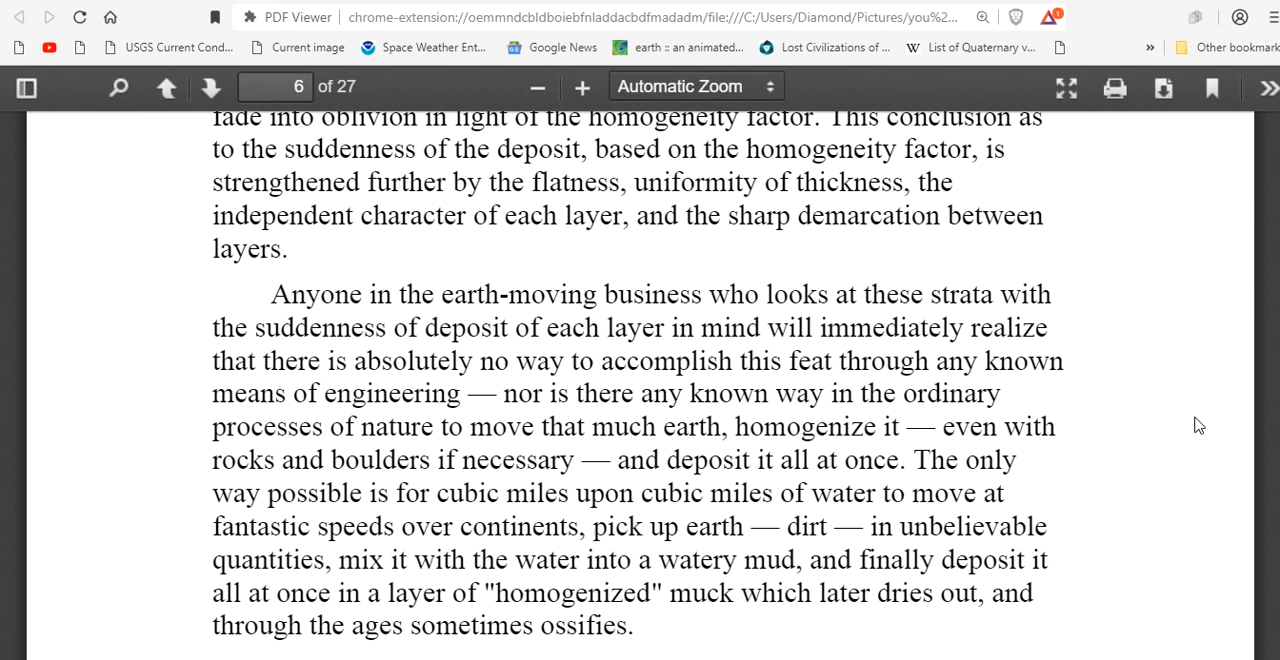 PDF Viewer chrome-extension://oemmndcbldboiebfnladdacbdfmadadm/file:///C:/Users/Diamond/Pictures/you%2... 1
USGS Current Cond... Current image Space Weather Ent... Google News earth :: an animated... Lost Civilizations of ... W List of Quaternary v... » Other bookmark
6 of 27 Automatic Zoom
fade into oblivion in light of the homogeneity factor. This conclusion as
to the suddenness of the deposit, based on the homogeneity factor, is
strengthened further by the flatness, uniformity of thickness, the
independent character of each layer, and the sharp demarcation between
layers.
Anyone in the earth-moving business who looks at these strata with
the suddenness of deposit of each layer in mind will immediately realize
that there is absolutely no way to accomplish this feat through any known
means of engineering — nor is there any known way in the ordinary
processes of nature to move that much earth, homogenize it — even with
rocks and boulders if necessary — and deposit it all at once. The only
way possible is for cubic miles upon cubic miles of water to move at
fantastic speeds over continents, pick up earth — dirt — in unbelievable
quantities, mix it with the water into a watery mud, and finally deposit it
all at once in a layer of "homogenized" muck which later dries out, and
through the ages sometimes ossifies.